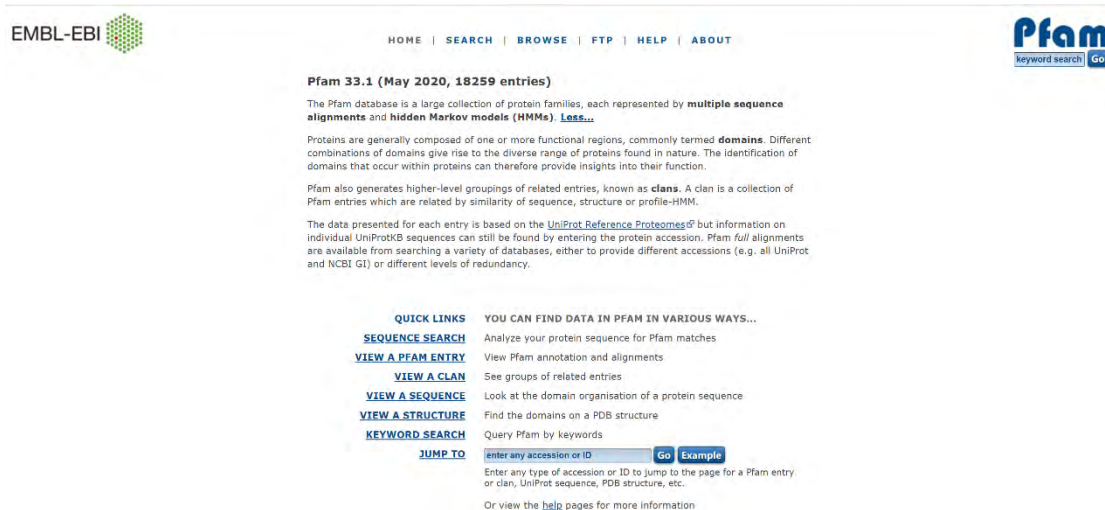 EMBL-EBI
HOME | SEARCH | BROWSE | FTP | HELP | ABOUT
Pfam
keyword search Go
Pfam 33.1 (May 2020, 18259 entries)
The Pfam database is a large collection of protein families, each represented by multiple sequence
alignments and hidden Markov models (HMMs). Less...
Proteins are generally composed of one or more functional regions, commonly termed domains. Different
combinations of domains give rise to the diverse range of proteins found in nature. The identification of
domains that occur within proteins can therefore provide insights into their function.
Pfam also generates higher-level groupings of related entries, known as clans. A clan is a collection of
Pfam entries which are related by similarity of sequence, structure or profile-HMM.
The data presented for each entry is based on the UniProt Reference Proteomes but information on
individual UniProtKB sequences can still be found by entering the protein accession. Pfam full alignments
are available from searching a variety of databases, either to provide different accessions (e.g. all UniProt
and NCBI GI) or different levels of redundancy.
QUICK LINKS YOU CAN FIND DATA IN PFAM IN VARIOUS WAYS...
SEQUENCE SEARCH Analyze your protein sequence for Pfam matches
VIEW A PFAM ENTRY View Pfam annotation and alignments
VIEW A CLAN See groups of related entries
VIEW A SEQUENCE Look at the domain organisation of a protein sequence
VIEW A STRUCTURE Find the domains on a PDB structure
KEYWORD SEARCH Query Pfam by keywords
JUMP TO enter any accession or ID Go Example
Enter any type of accession or ID to jump to the page for a Pfam entry
or clan, UniProt sequence, PDB structure, etc.
Or view the help pages for more information